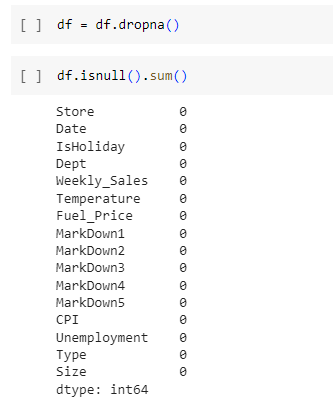 [ ] df = df.dropna()
[ ] df.isnull().sum()
Store 0
Date 0
IsHoliday 0
Dept 0
Weekly_Sales 0
Temperature 0
Fuel_Price 0
MarkDown1 0
MarkDown2 0
MarkDown3 0
MarkDown4 0
MarkDown5 0
CPI 0
Unemployment 0
Type 0
Size 0
dtype: int64